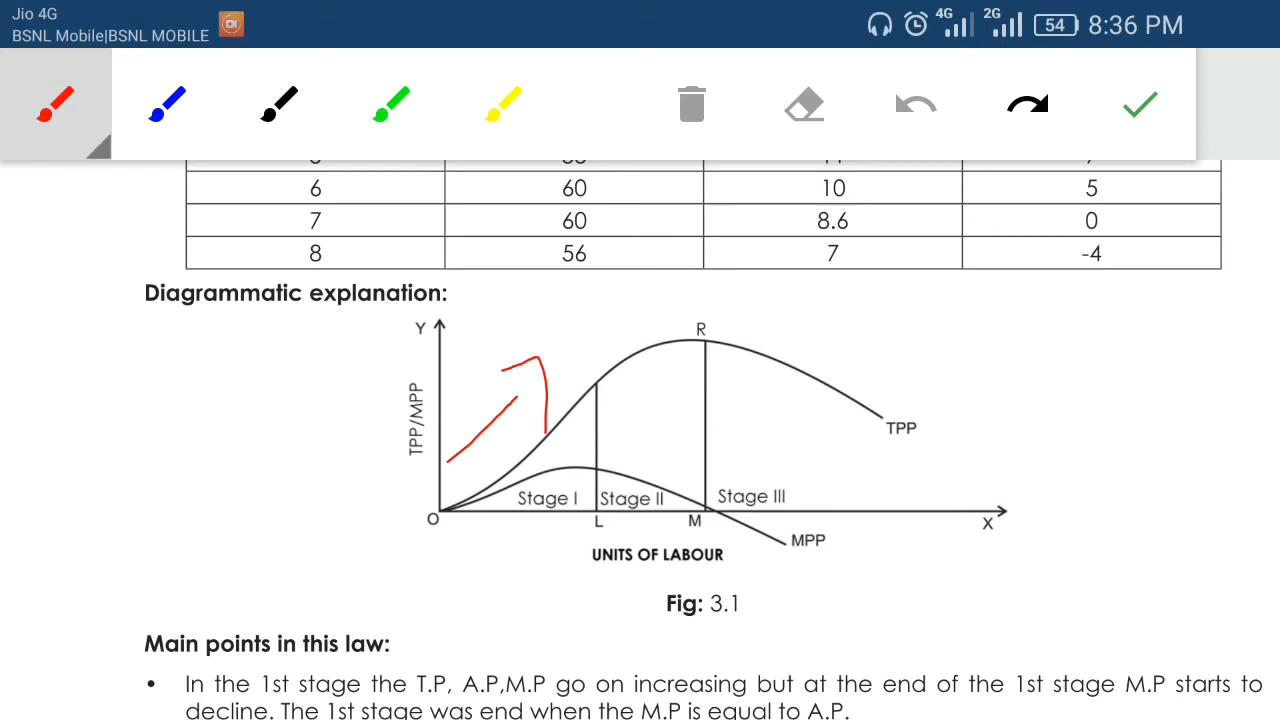 Jio 4G
BSNL Mobile|BSNL MOBILE
4G 2G 54 8:36 PM
6 60 10 5
7 60 8.6 0
8 56 7 -4
Diagrammatic explanation:
Y
R
TPP/MPP
TPP
Stage I Stage II Stage III
O L M X
MPP
UNITS OF LABOUR
Fig: 3.1
Main points in this law:
• In the 1st stage the T.P, A.P,M.P go on increasing but at the end of the 1st stage M.P starts to
decline. The 1st stage was end when the M.P is equal to A.P.